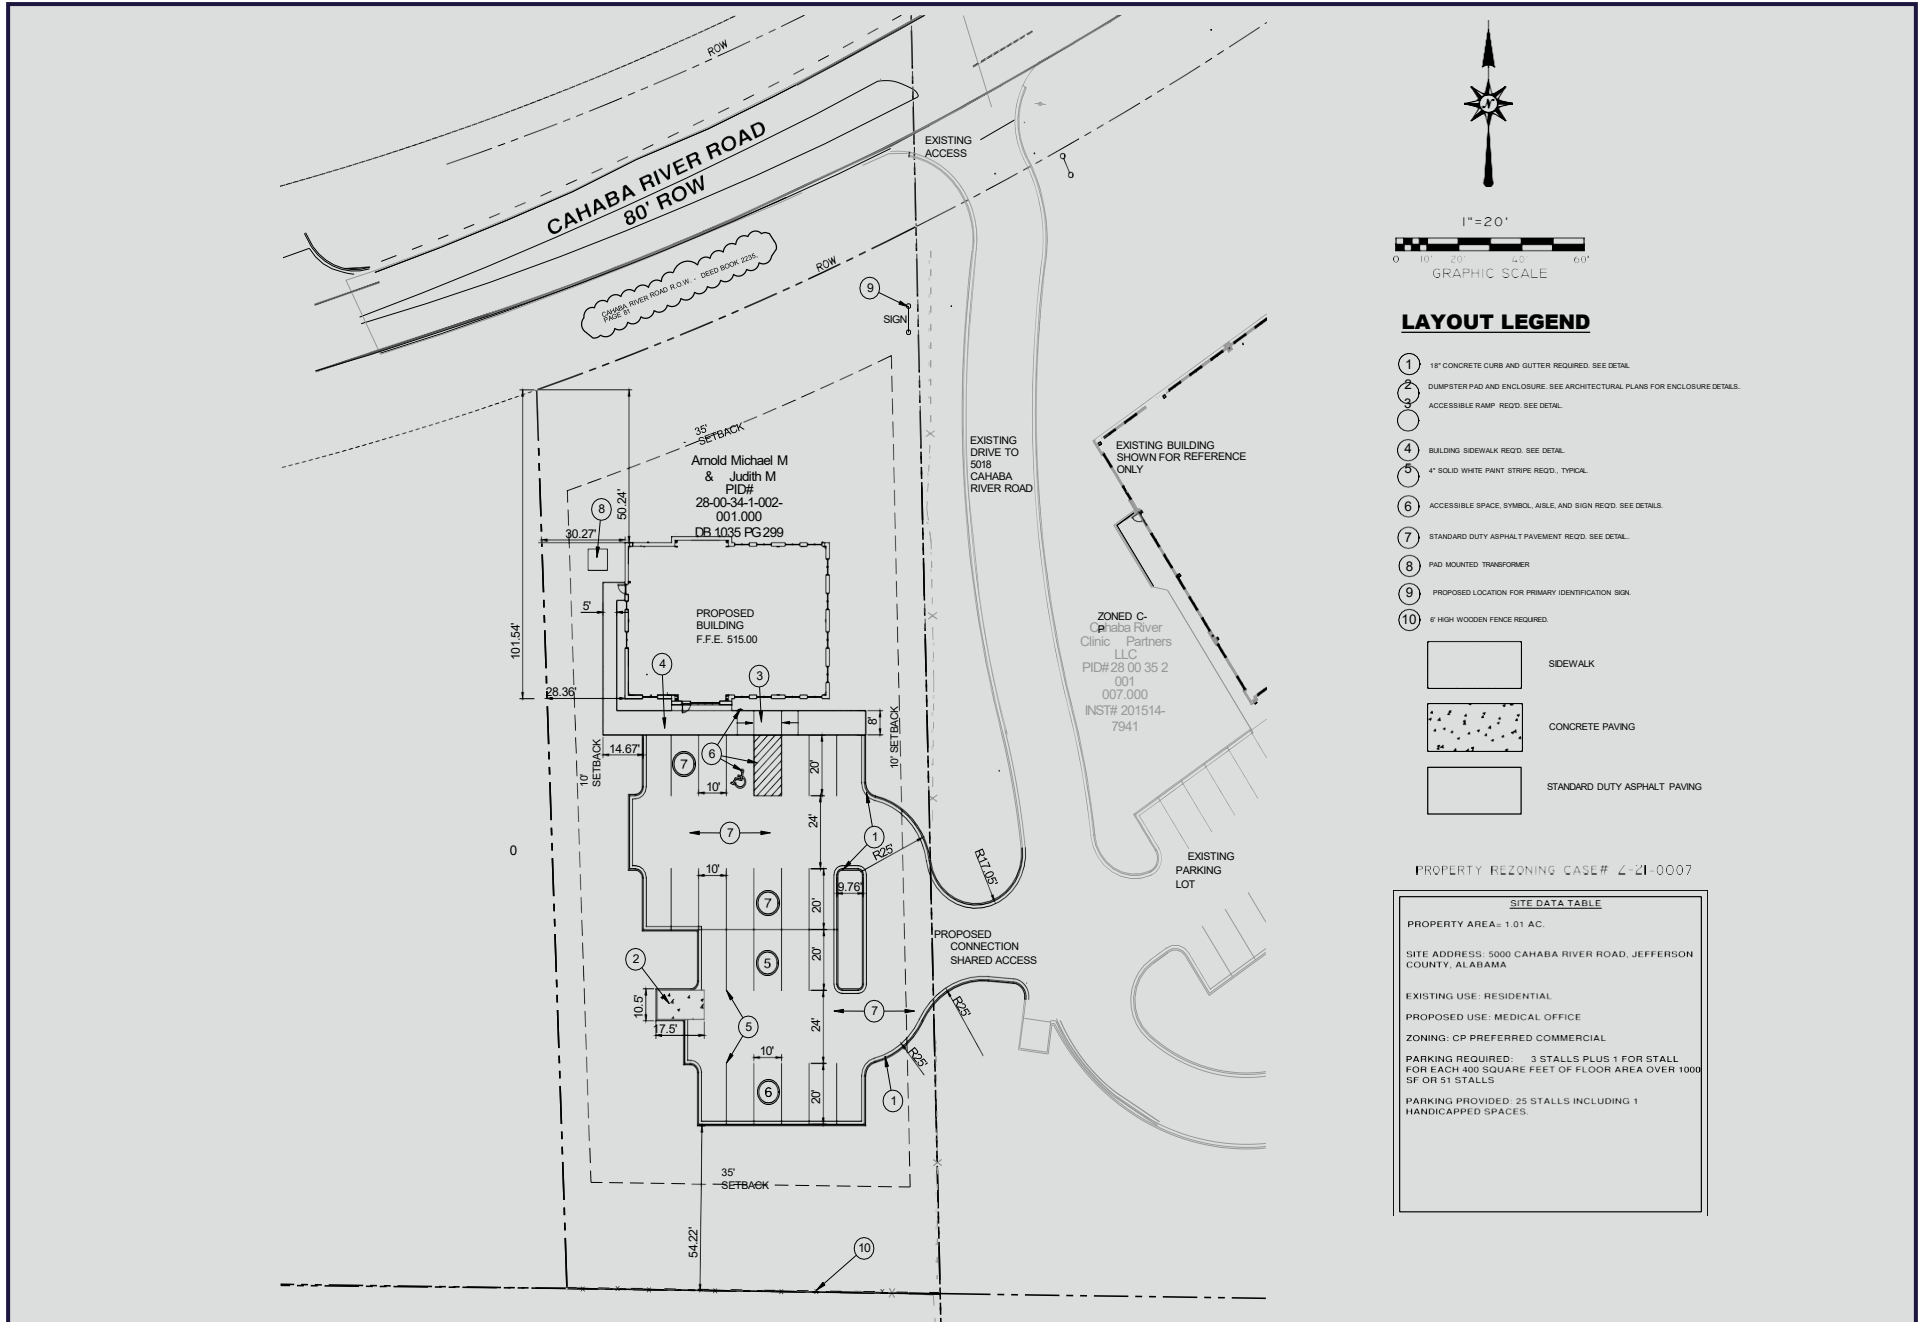 ROW
CAHABA RIVER ROAD
80' ROW
CAHABA RIVER ROAD R.O.W. - DEED BOOK 2235,
PAGE 81
ROW
EXISTING
ACCESS
9
SIGN
35'
SETBACK
Arnold Michael M
& Judith M
PID#
28-00-34-1-002-
001.000
DB 1035 PG 299
8
50.24'
30.27'
101.54'
5'
PROPOSED
BUILDING
F.F.E. 515.00
4
3
28.36'
8'
10' SETBACK
10'
SETBACK
14.67'
7
6
10'
20'
24'
7
1
R25'
R17.05'
0
10'
9.76'
7
20'
20'
5
2
10.5'
17.5'
5
24'
7
10'
6
20'
1
R25'
R25'
PROPOSED
CONNECTION
SHARED ACCESS
35'
SETBACK
54.22'
10
EXISTING
DRIVE TO
5018
CAHABA
RIVER ROAD
EXISTING BUILDING
SHOWN FOR REFERENCE
ONLY
ZONED C-
P
Cahaba River
Clinic Partners
LLC
PID# 28 00 35 2
001
007.000
INST# 201514-
7941
EXISTING
PARKING
LOT
N
1"=20'
0 10' 20' 40' 60'
GRAPHIC SCALE
LAYOUT LEGEND
1 18" CONCRETE CURB AND GUTTER REQUIRED. SEE DETAIL
2 DUMPSTER PAD AND ENCLOSURE. SEE ARCHITECTURAL PLANS FOR ENCLOSURE DETAILS.
3 ACCESSIBLE RAMP REQ'D. SEE DETAIL.
4 BUILDING SIDEWALK REQ'D. SEE DETAIL.
5 4" SOLID WHITE PAINT STRIPE REQ'D., TYPICAL.
6 ACCESSIBLE SPACE, SYMBOL, AISLE, AND SIGN REQ'D. SEE DETAILS.
7 STANDARD DUTY ASPHALT PAVEMENT REQ'D. SEE DETAIL.
8 PAD MOUNTED TRANSFORMER
9 PROPOSED LOCATION FOR PRIMARY IDENTIFICATION SIGN.
10 6' HIGH WOODEN FENCE REQUIRED.
SIDEWALK
CONCRETE PAVING
STANDARD DUTY ASPHALT PAVING
PROPERTY REZONING CASE# Z-21-0007
SITE DATA TABLE
PROPERTY AREA= 1.01 AC.
SITE ADDRESS: 5000 CAHABA RIVER ROAD, JEFFERSON
COUNTY, ALABAMA
EXISTING USE: RESIDENTIAL
PROPOSED USE: MEDICAL OFFICE
ZONING: CP PREFERRED COMMERCIAL
PARKING REQUIRED: 3 STALLS PLUS 1 FOR STALL
FOR EACH 400 SQUARE FEET OF FLOOR AREA OVER 1000
SF OR 51 STALLS
PARKING PROVIDED: 25 STALLS INCLUDING 1
HANDICAPPED SPACES.